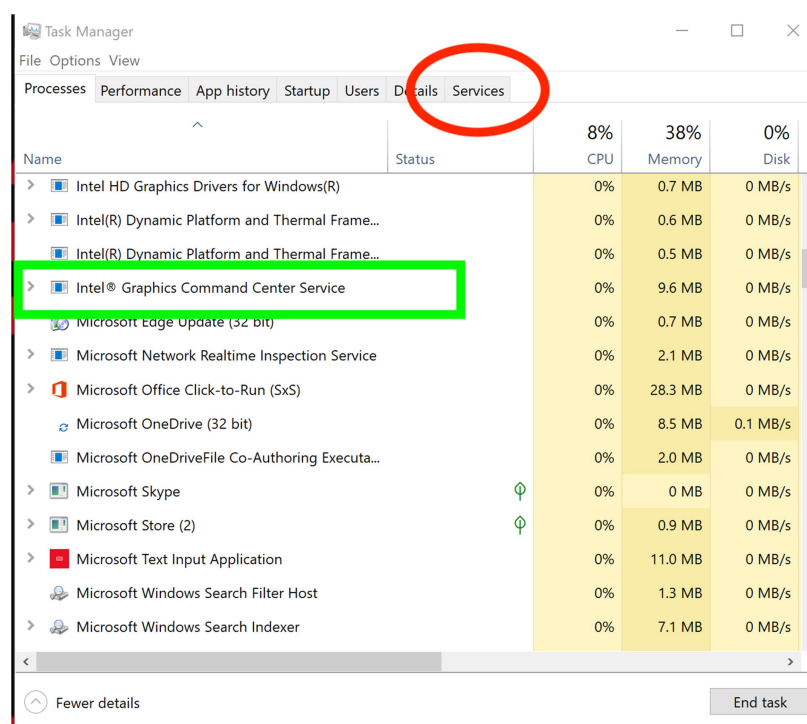 Task Manager
File Options View
Processes Performance App history Startup Users Details Services
8% 38% 0%
Name Status CPU Memory Disk
Intel HD Graphics Drivers for Windows(R) 0% 0.7 MB 0 MB/s
Intel(R) Dynamic Platform and Thermal Frame... 0% 0.6 MB 0 MB/s
Intel(R) Dynamic Platform and Thermal Frame... 0% 0.5 MB 0 MB/s
Intel® Graphics Command Center Service 0% 9.6 MB 0 MB/s
Microsoft Edge Update (32 bit) 0% 0.7 MB 0 MB/s
Microsoft Network Realtime Inspection Service 0% 2.1 MB 0 MB/s
Microsoft Office Click-to-Run (SxS) 0% 28.3 MB 0 MB/s
Microsoft OneDrive (32 bit) 0% 8.5 MB 0.1 MB/s
Microsoft OneDriveFile Co-Authoring Executa... 0% 2.0 MB 0 MB/s
Microsoft Skype 0% 0 MB 0 MB/s
Microsoft Store (2) 0% 0.9 MB 0 MB/s
Microsoft Text Input Application 0% 11.0 MB 0 MB/s
Microsoft Windows Search Filter Host 0% 1.3 MB 0 MB/s
Microsoft Windows Search Indexer 0% 7.1 MB 0 MB/s
Fewer details End task